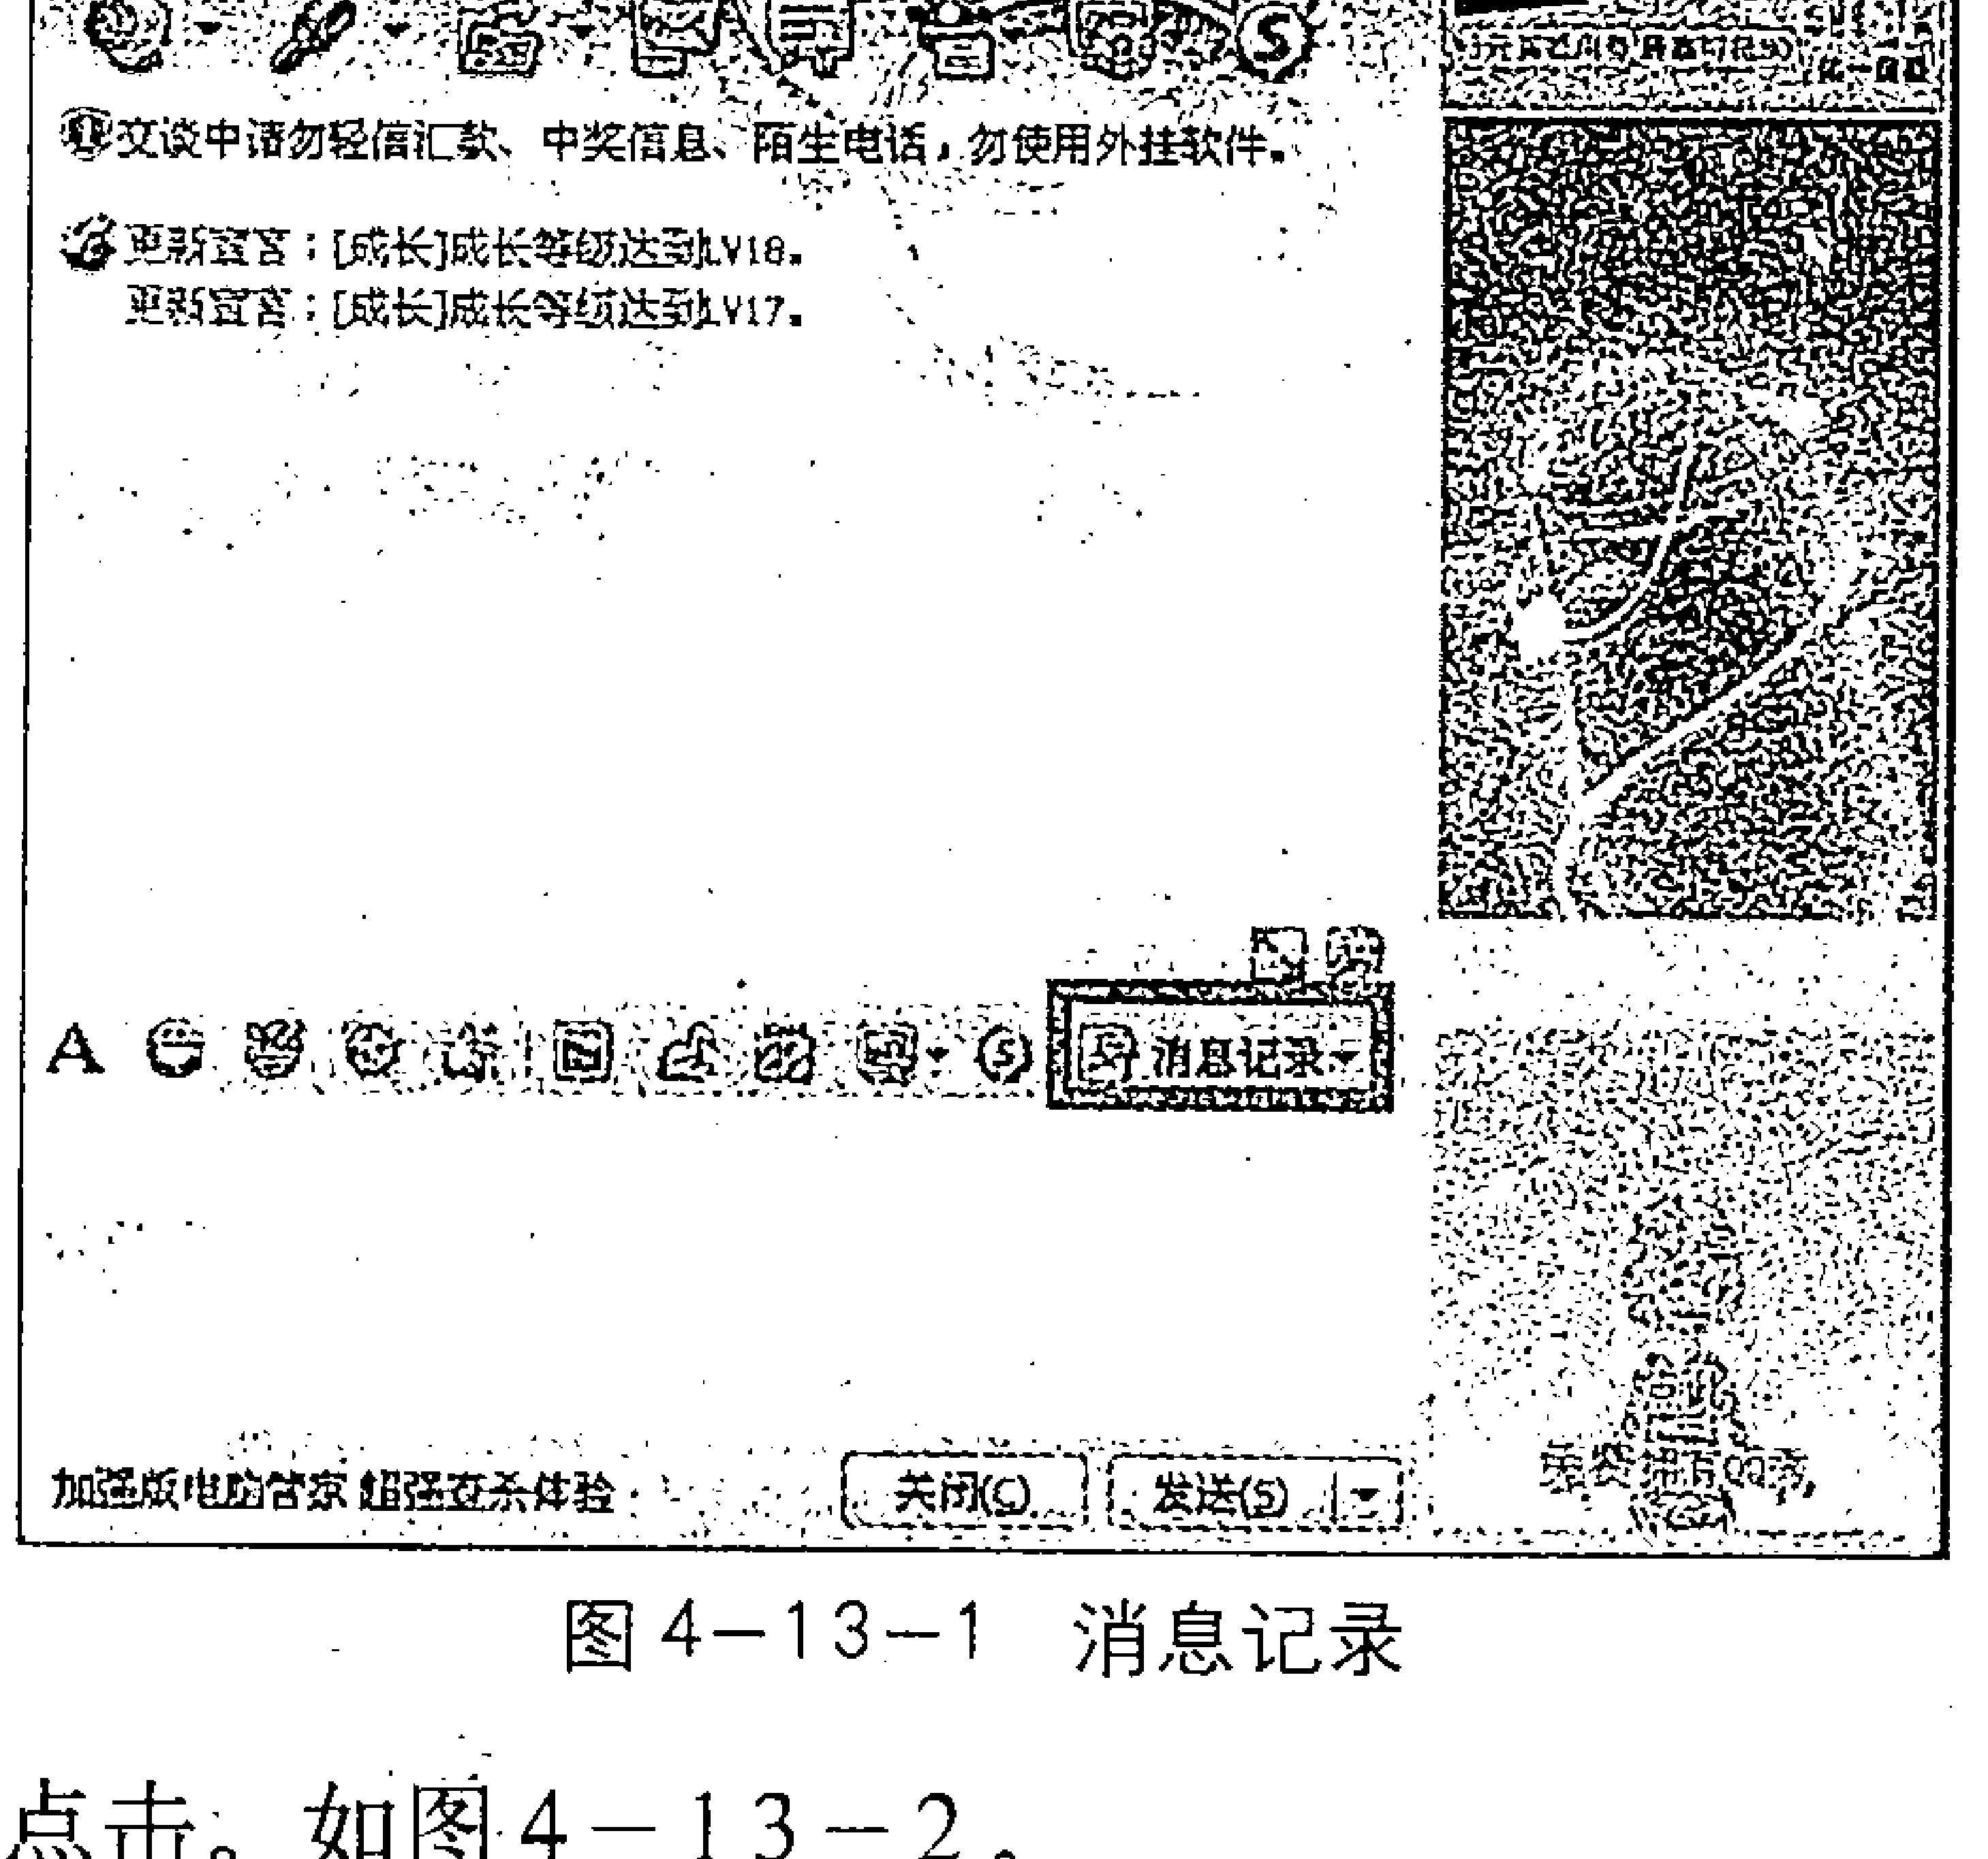 交谈中请勿轻信汇款、中奖信息、陌生电话，勿使用外挂软件。
更新宣言：[成长]成长等级达到LV18。
更新宣言：[成长]成长等级达到LV17。
A
消息记录
加强版电脑管家 超强查杀体验
关闭(C)
发送(S)
图4-13-1 消息记录
点击。如图4-13-2。